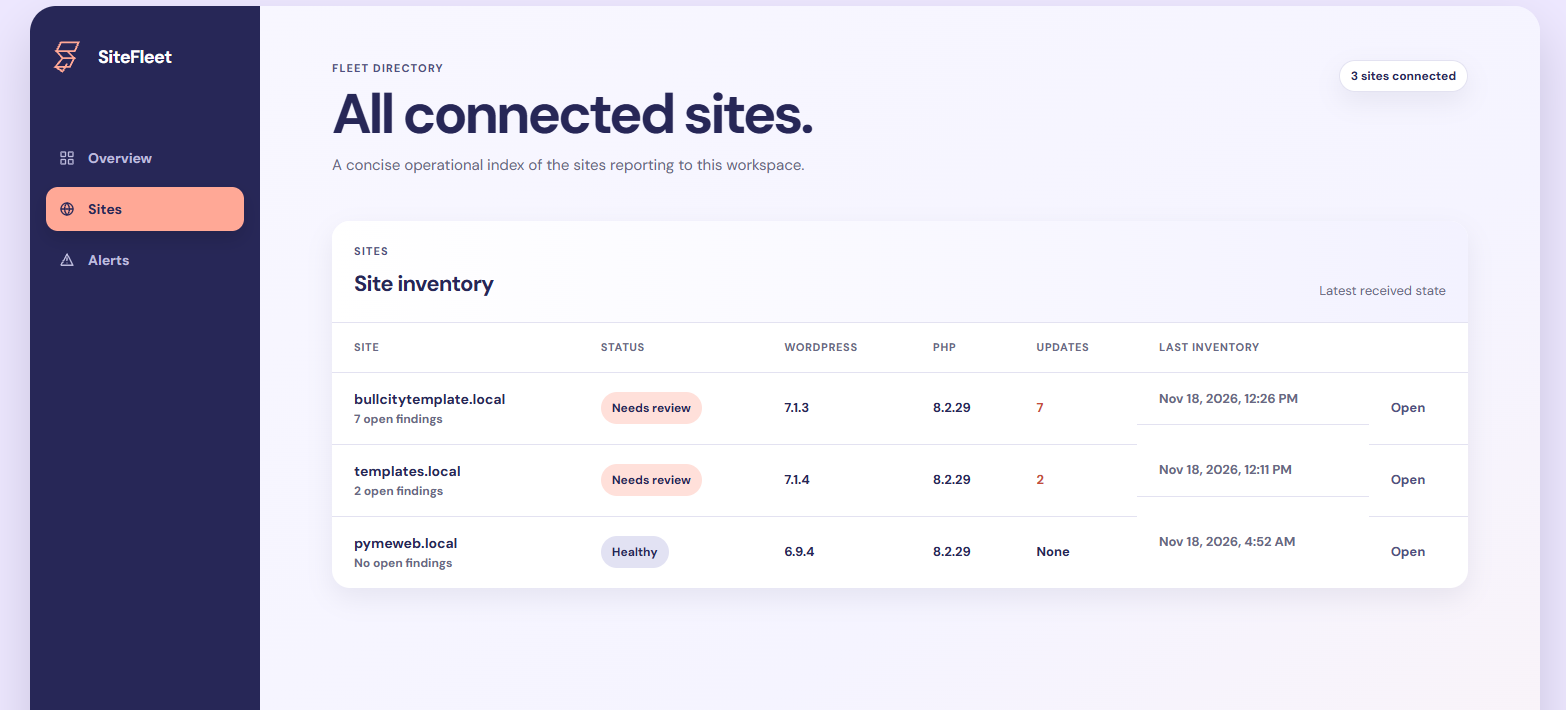 SiteFleet
Overview
Sites
Alerts
FLEET DIRECTORY
All connected sites.
A concise operational index of the sites reporting to this workspace.
3 sites connected
SITES
Site inventory
Latest received state
SITE STATUS WORDPRESS PHP UPDATES LAST INVENTORY
bullcitytemplate.local
7 open findings
Needs review 7.1.3 8.2.29 7 Nov 18, 2026, 12:26 PM Open
templates.local
2 open findings
Needs review 7.1.4 8.2.29 2 Nov 18, 2026, 12:11 PM Open
pymeweb.local
No open findings
Healthy 6.9.4 8.2.29 None Nov 18, 2026, 4:52 AM Open